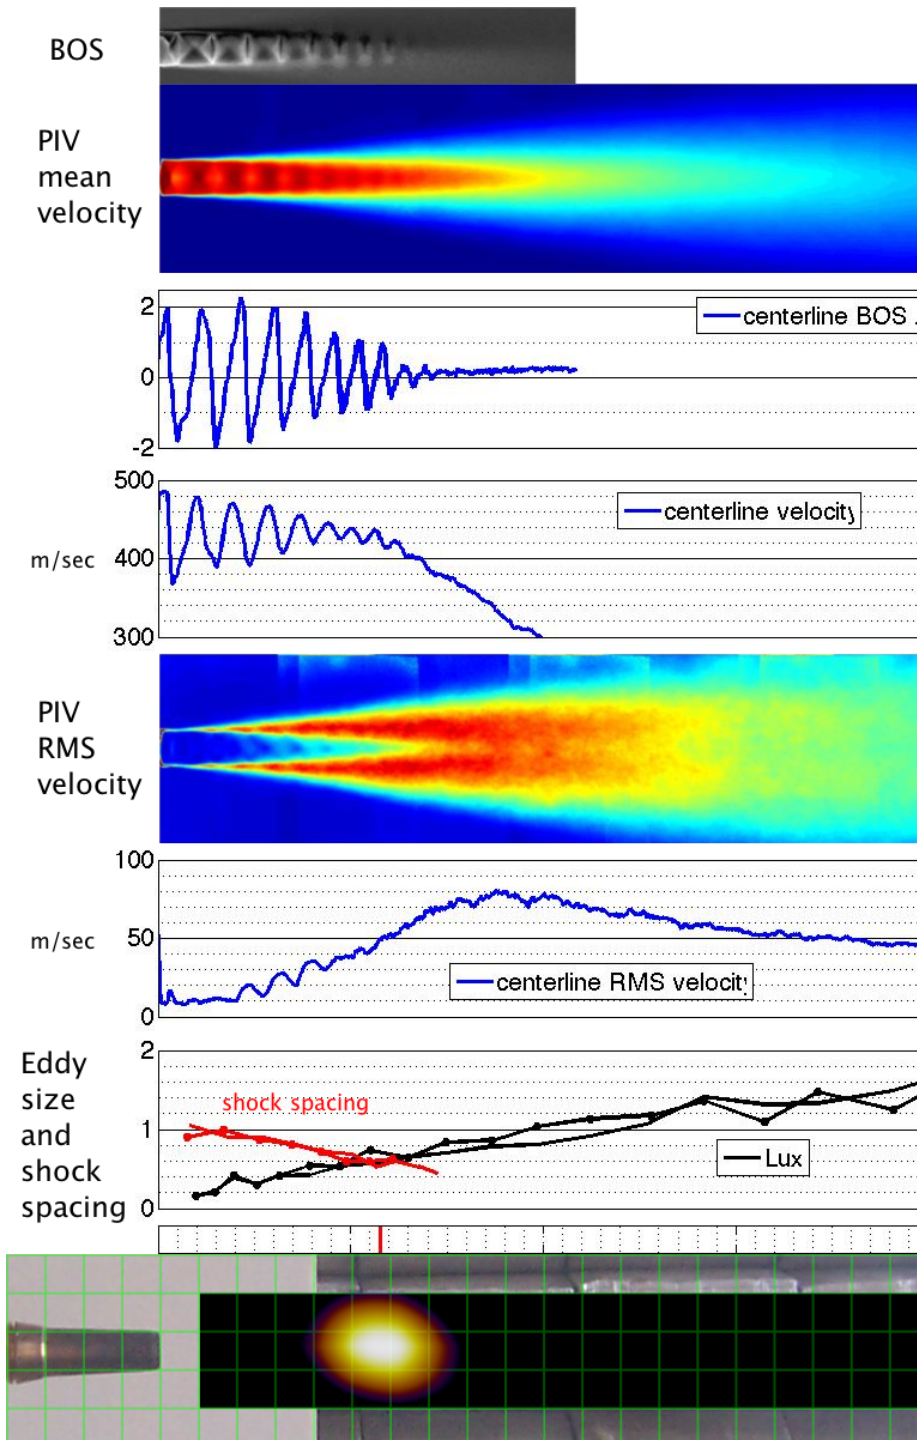 BOS
PIV
mean
velocity
2
centerline BOS
0
-2
500
centerline velocity
m/sec
400
300
PIV
RMS
velocity
100
m/sec
50
centerline RMS velocity
0
Eddy
size
and
shock
spacing
2
shock spacing
1
Lux
0